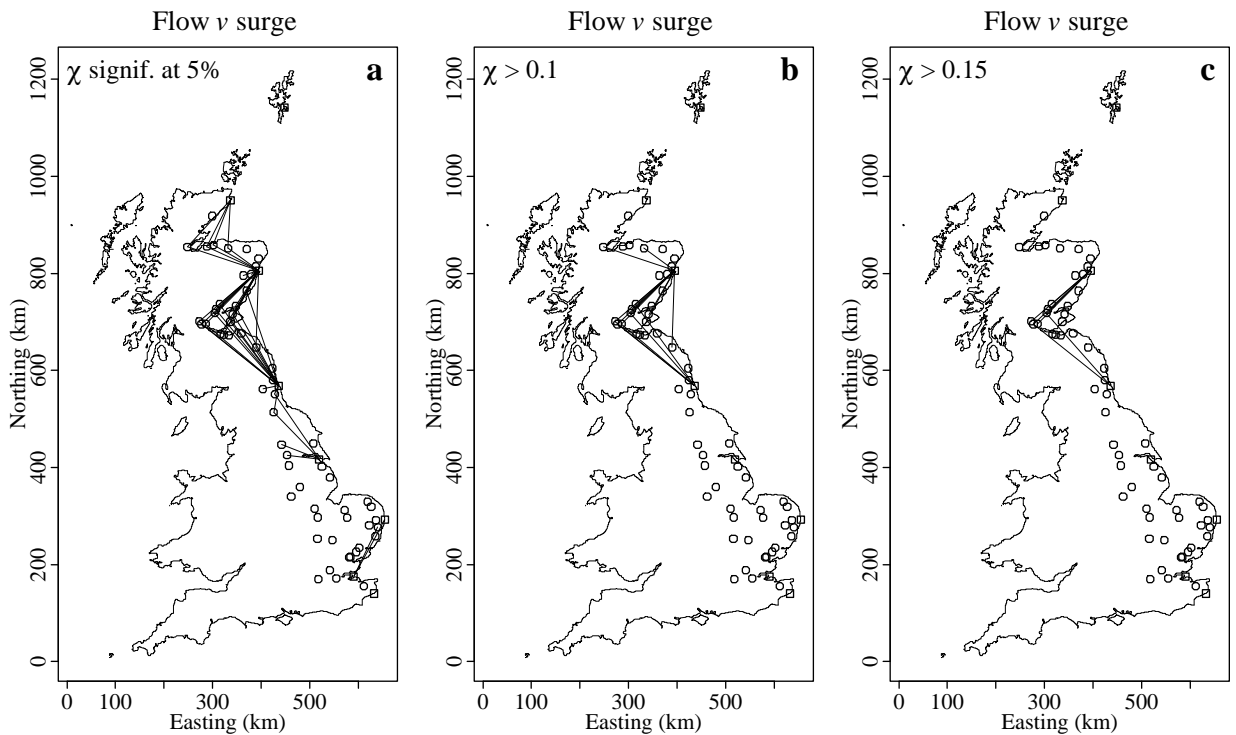 Flow v surge
χ signif. at 5%
a
1200
1000
800
600
400
200
0
Northing (km)
0
100
300
500
Easting (km)
Flow v surge
χ > 0.1
b
1200
1000
800
600
400
200
0
Northing (km)
0
100
300
500
Easting (km)
Flow v surge
χ > 0.15
c
1200
1000
800
600
400
200
0
Northing (km)
0
100
300
500
Easting (km)